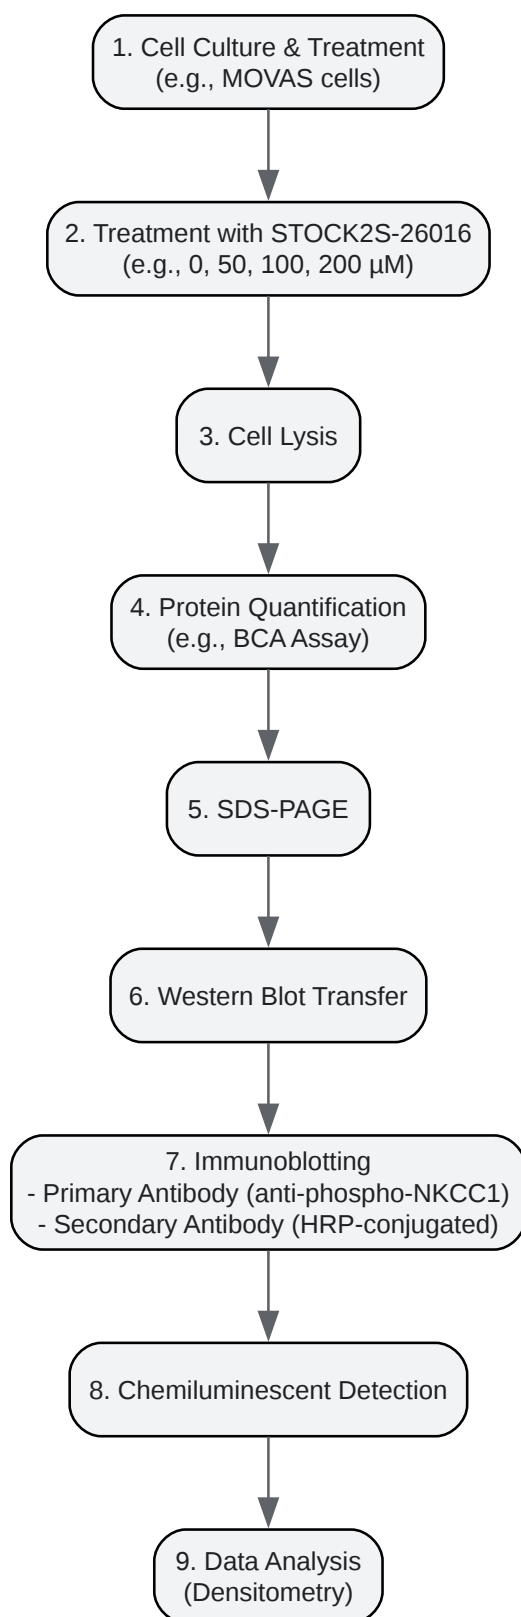 1. Cell Culture & Treatment
(e.g., MOVAS cells)
2. Treatment with STOCK2S-26016
(e.g., 0, 50, 100, 200 µM)
3. Cell Lysis
4. Protein Quantification
(e.g., BCA Assay)
5. SDS-PAGE
6. Western Blot Transfer
7. Immunoblotting
- Primary Antibody (anti-phospho-NKCC1)
- Secondary Antibody (HRP-conjugated)
8. Chemiluminescent Detection
9. Data Analysis
(Densitometry)